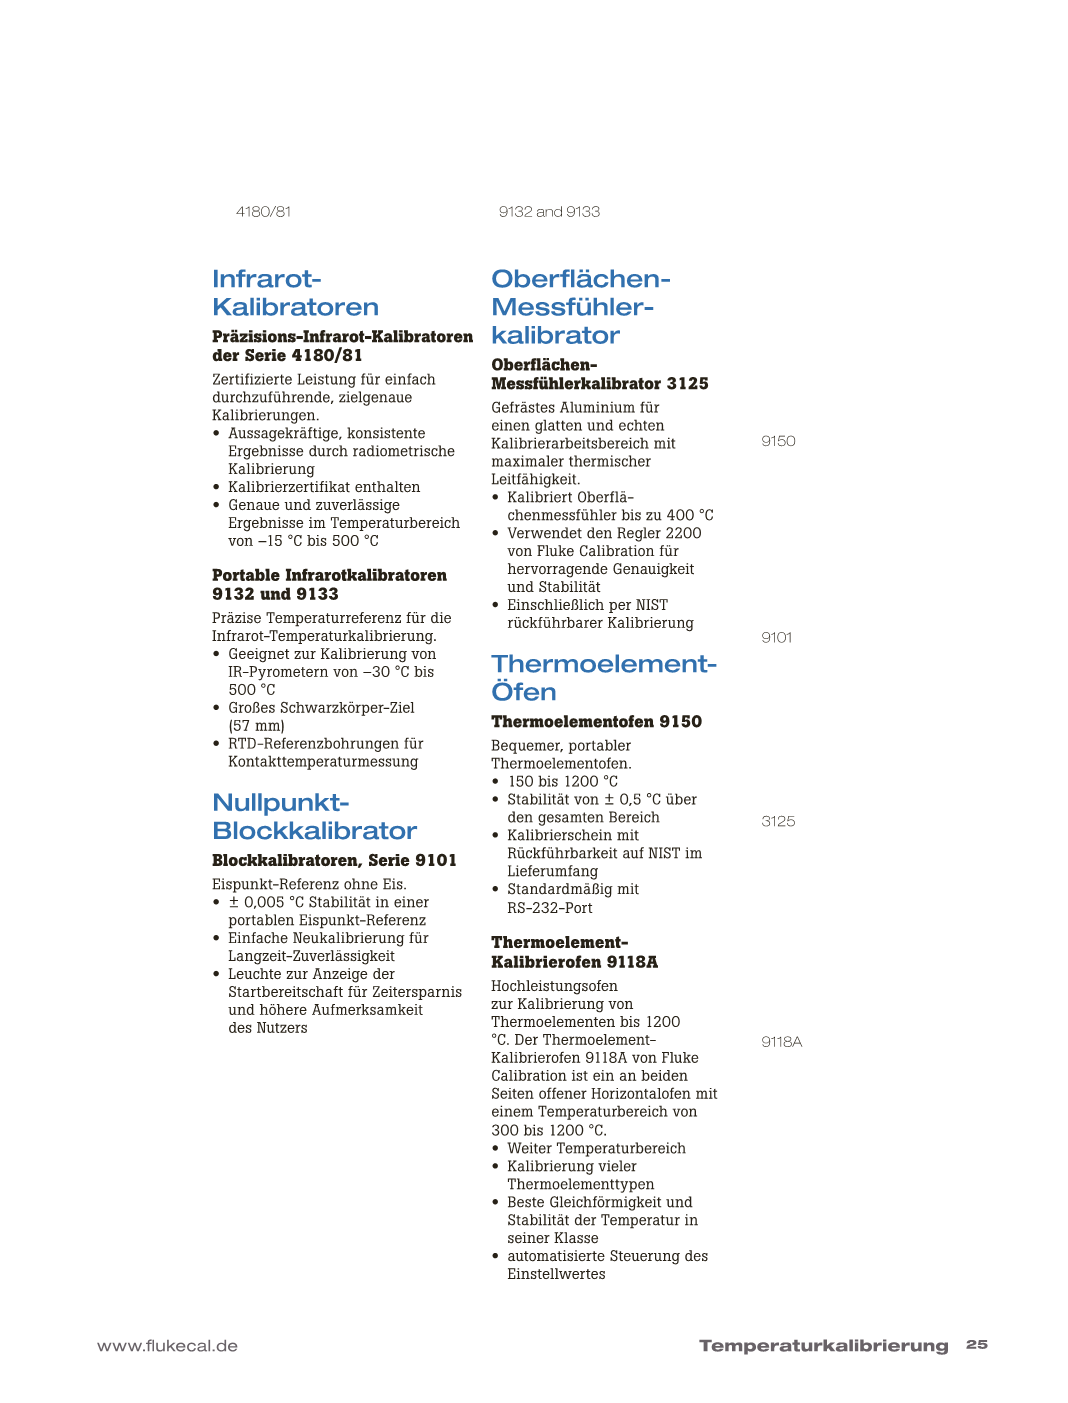 4180/81
9132 and 9133
Infrarot-
Kalibratoren
Präzisions-Infrarot-Kalibratoren
der Serie 4180/81
Zertifizierte Leistung für einfach
durchzuführende, zielgenaue
Kalibrierungen.
• Aussagekräftige, konsistente
Ergebnisse durch radiometrische
Kalibrierung
• Kalibrierzertifikat enthalten
• Genaue und zuverlässige
Ergebnisse im Temperaturbereich
von –15 °C bis 500 °C
Portable Infrarotkalibratoren
9132 und 9133
Präzise Temperaturreferenz für die
Infrarot-Temperaturkalibrierung.
• Geeignet zur Kalibrierung von
IR-Pyrometern von –30 °C bis
500 °C
• Großes Schwarzkörper-Ziel
(57 mm)
• RTD-Referenzbohrungen für
Kontakttemperaturmessung
Nullpunkt-
Blockkalibrator
Blockkalibratoren, Serie 9101
Eispunkt-Referenz ohne Eis.
• ± 0,005 °C Stabilität in einer
portablen Eispunkt-Referenz
• Einfache Neukalibrierung für
Langzeit-Zuverlässigkeit
• Leuchte zur Anzeige der
Startbereitschaft für Zeitersparnis
und höhere Aufmerksamkeit
des Nutzers
Oberflächen-
Messfühler-
kalibrator
Oberflächen-
Messfühlerkalibrator 3125
Gefrästes Aluminium für
einen glatten und echten
Kalibrierarbeitsbereich mit
maximaler thermischer
Leitfähigkeit.
• Kalibriert Oberflä-
chenmessfühler bis zu 400 °C
• Verwendet den Regler 2200
von Fluke Calibration für
hervorragende Genauigkeit
und Stabilität
• Einschließlich per NIST
rückführbarer Kalibrierung
Thermoelement-
Öfen
Thermoelementofen 9150
Bequemer, portabler
Thermoelementofen.
• 150 bis 1200 °C
• Stabilität von ± 0,5 °C über
den gesamten Bereich
• Kalibrierschein mit
Rückführbarkeit auf NIST im
Lieferumfang
• Standardmäßig mit
RS-232-Port
Thermoelement-
Kalibrierofen 9118A
Hochleistungsofen
zur Kalibrierung von
Thermoelementen bis 1200
°C. Der Thermoelement-
Kalibrierofen 9118A von Fluke
Calibration ist ein an beiden
Seiten offener Horizontalofen mit
einem Temperaturbereich von
300 bis 1200 °C.
• Weiter Temperaturbereich
• Kalibrierung vieler
Thermoelementtypen
• Beste Gleichförmigkeit und
Stabilität der Temperatur in
seiner Klasse
• automatisierte Steuerung des
Einstellwertes
9150
9101
3125
9118A
www.flukecal.de
Temperaturkalibrierung 25